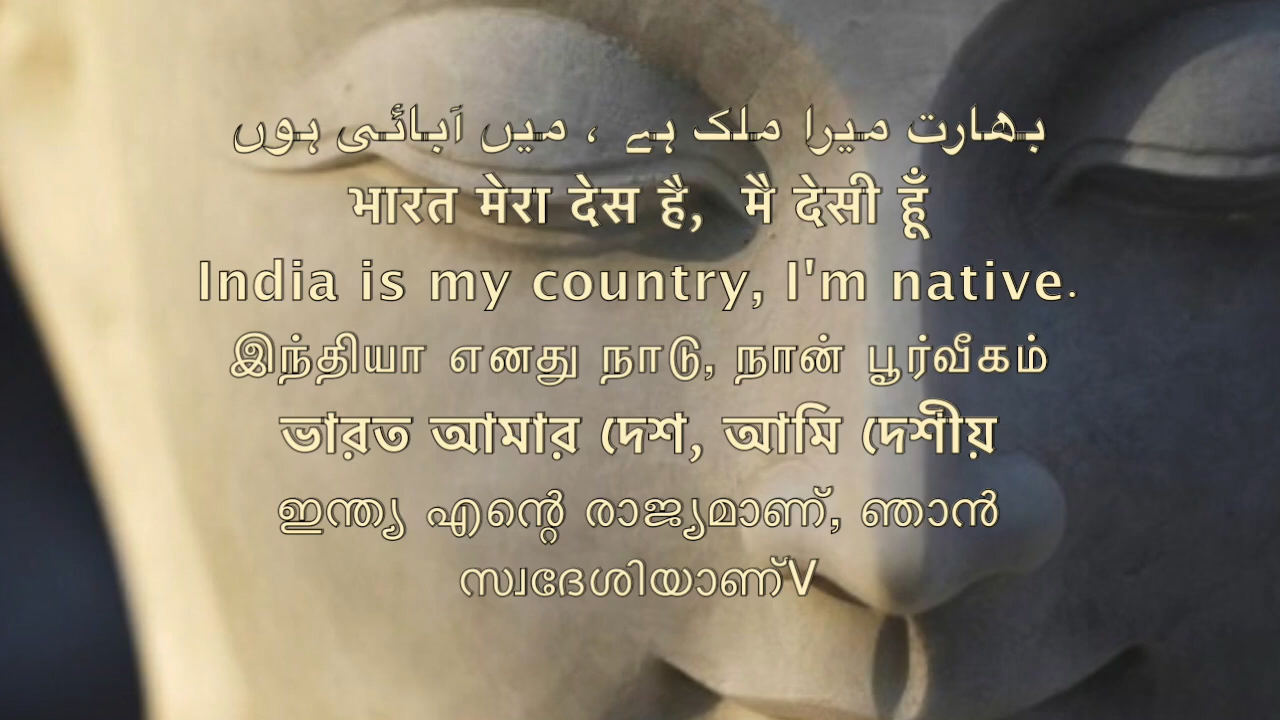 بھارت میرا ملک ہے ، میں آبائی ہوں
भारत मेरा देस है, मै देसी हूँ
India is my country, I'm native.
இந்தியா எனது நாடு, நான் பூர்வீகம்
ভারত আমার দেশ, আমি দেশীয়
ഇന്ത്യ എന്റെ രാജ്യമാണ്, ഞാൻ
സ്വദേശിയാണ്V